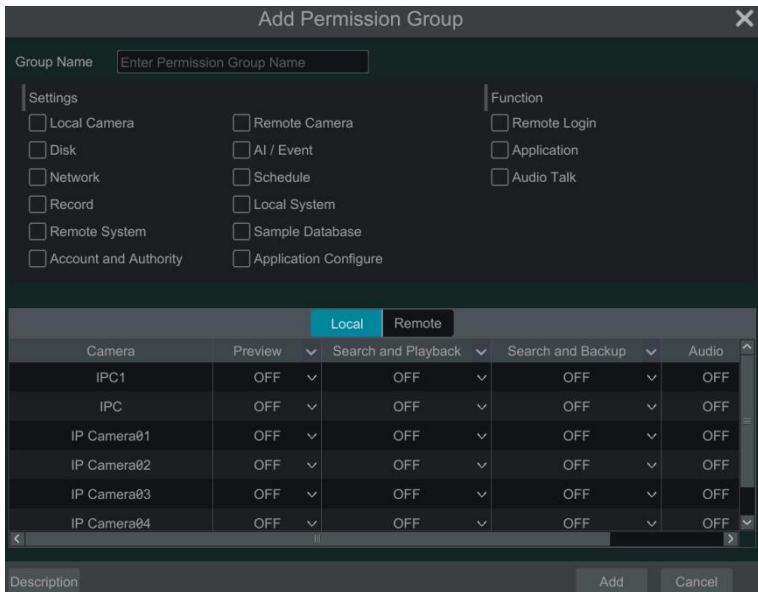 Add Permission Group
Group Name Enter Permission Group Name
Settings Function
Local Camera Remote Camera Remote Login
Disk AI / Event Application
Network Schedule Audio Talk
Record Local System
Remote System Sample Database
Account and Authority Application Configure
Local Remote
Camera Preview Search and Playback Search and Backup Audio
IPC1 OFF OFF OFF OFF
IPC OFF OFF OFF OFF
IP Camera01 OFF OFF OFF OFF
IP Camera02 OFF OFF OFF OFF
IP Camera03 OFF OFF OFF OFF
IP Camera04 OFF OFF OFF OFF
Description Add Cancel